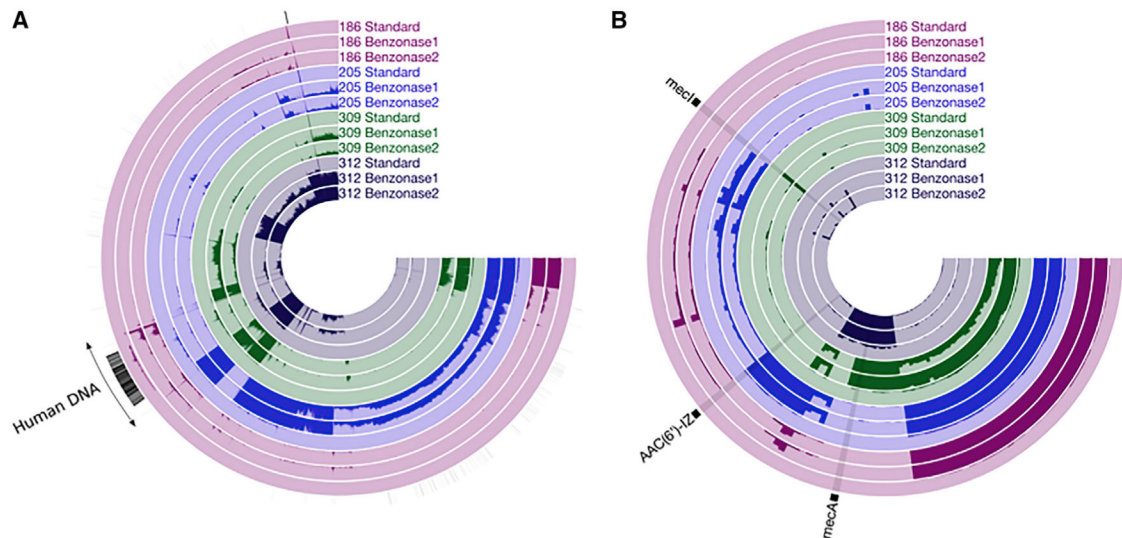 A
186 Standard
186 Benzonase1
186 Benzonase2
205 Standard
205 Benzonase1
205 Benzonase2
309 Standard
309 Benzonase1
309 Benzonase2
312 Standard
312 Benzonase1
312 Benzonase2
Human DNA
B
186 Standard
186 Benzonase1
186 Benzonase2
205 Standard
205 Benzonase1
205 Benzonase2
309 Standard
309 Benzonase1
309 Benzonase2
312 Standard
312 Benzonase1
312 Benzonase2
mecI
AAC(6')-IZ
mecA